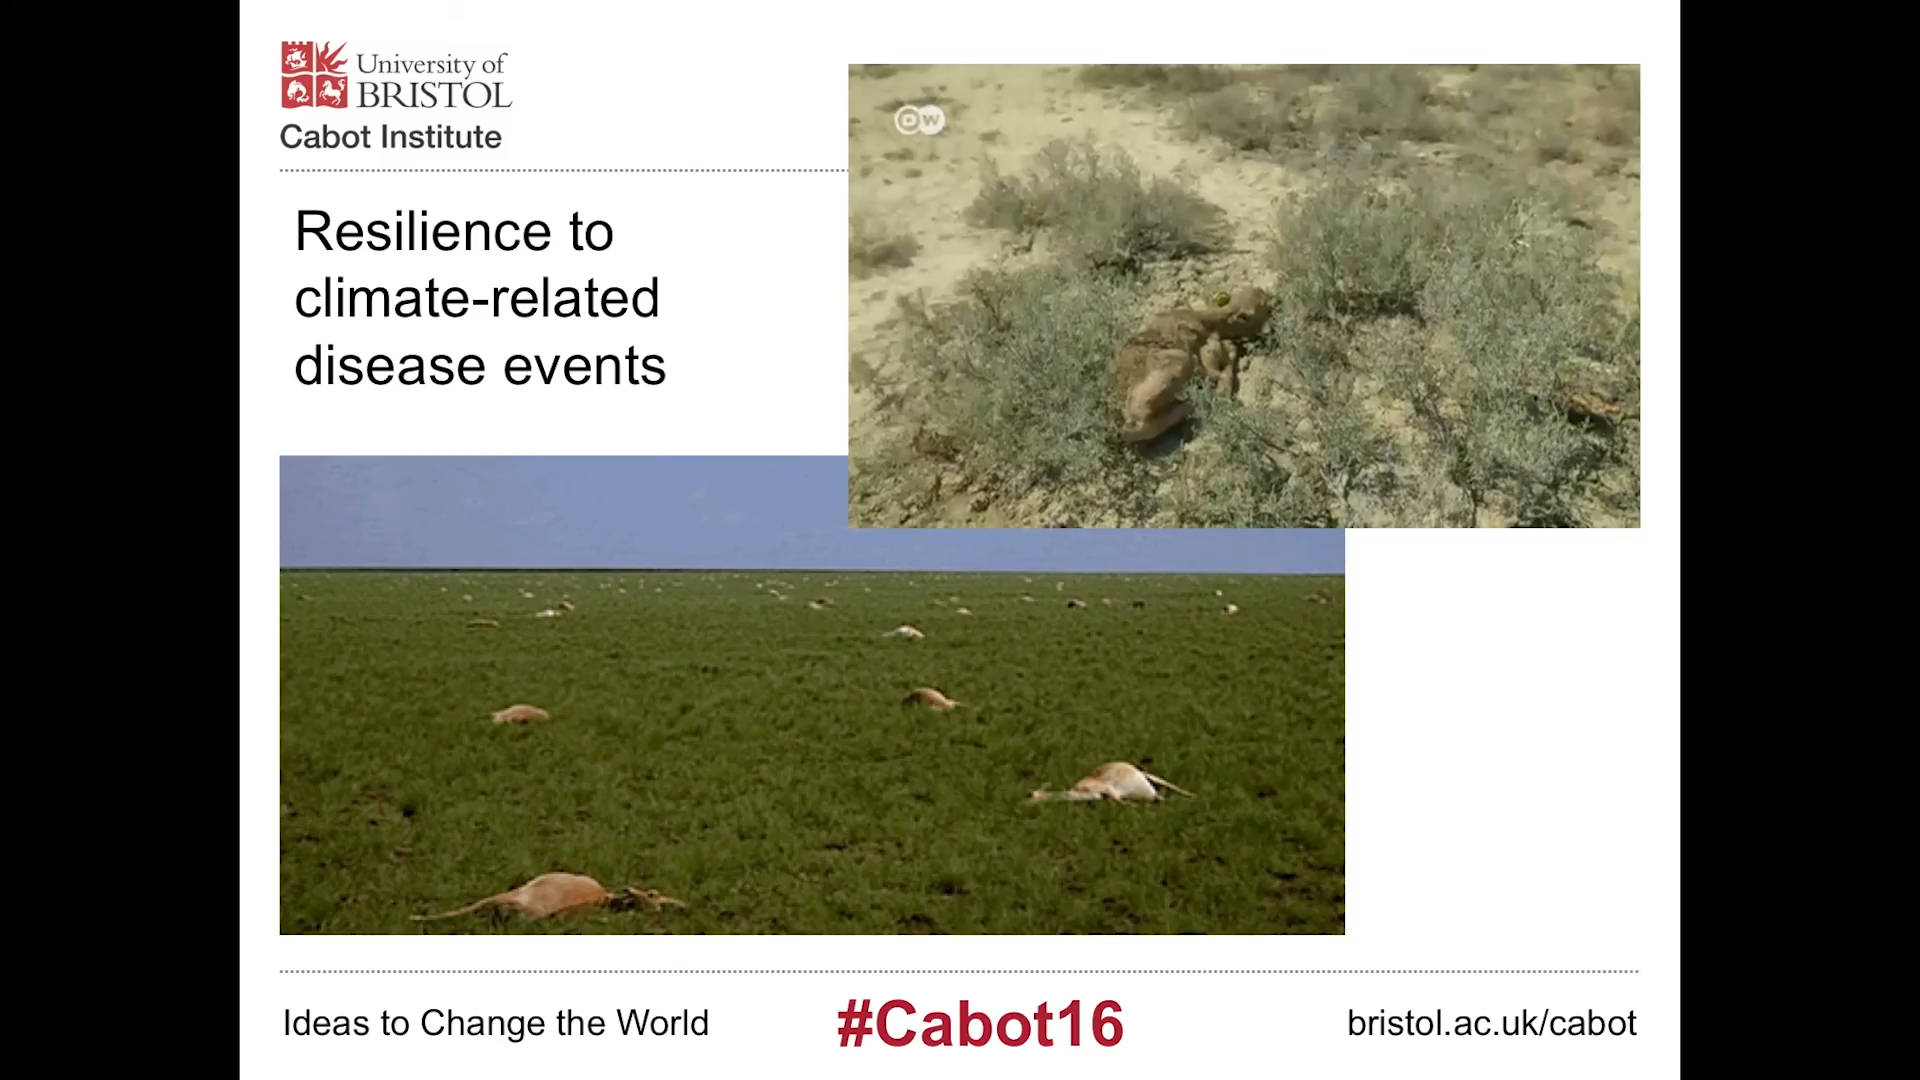 University of
BRISTOL
Cabot Institute
DW
Resilience to
climate-related
disease events
Ideas to Change the World
#Cabot16
bristol.ac.uk/cabot